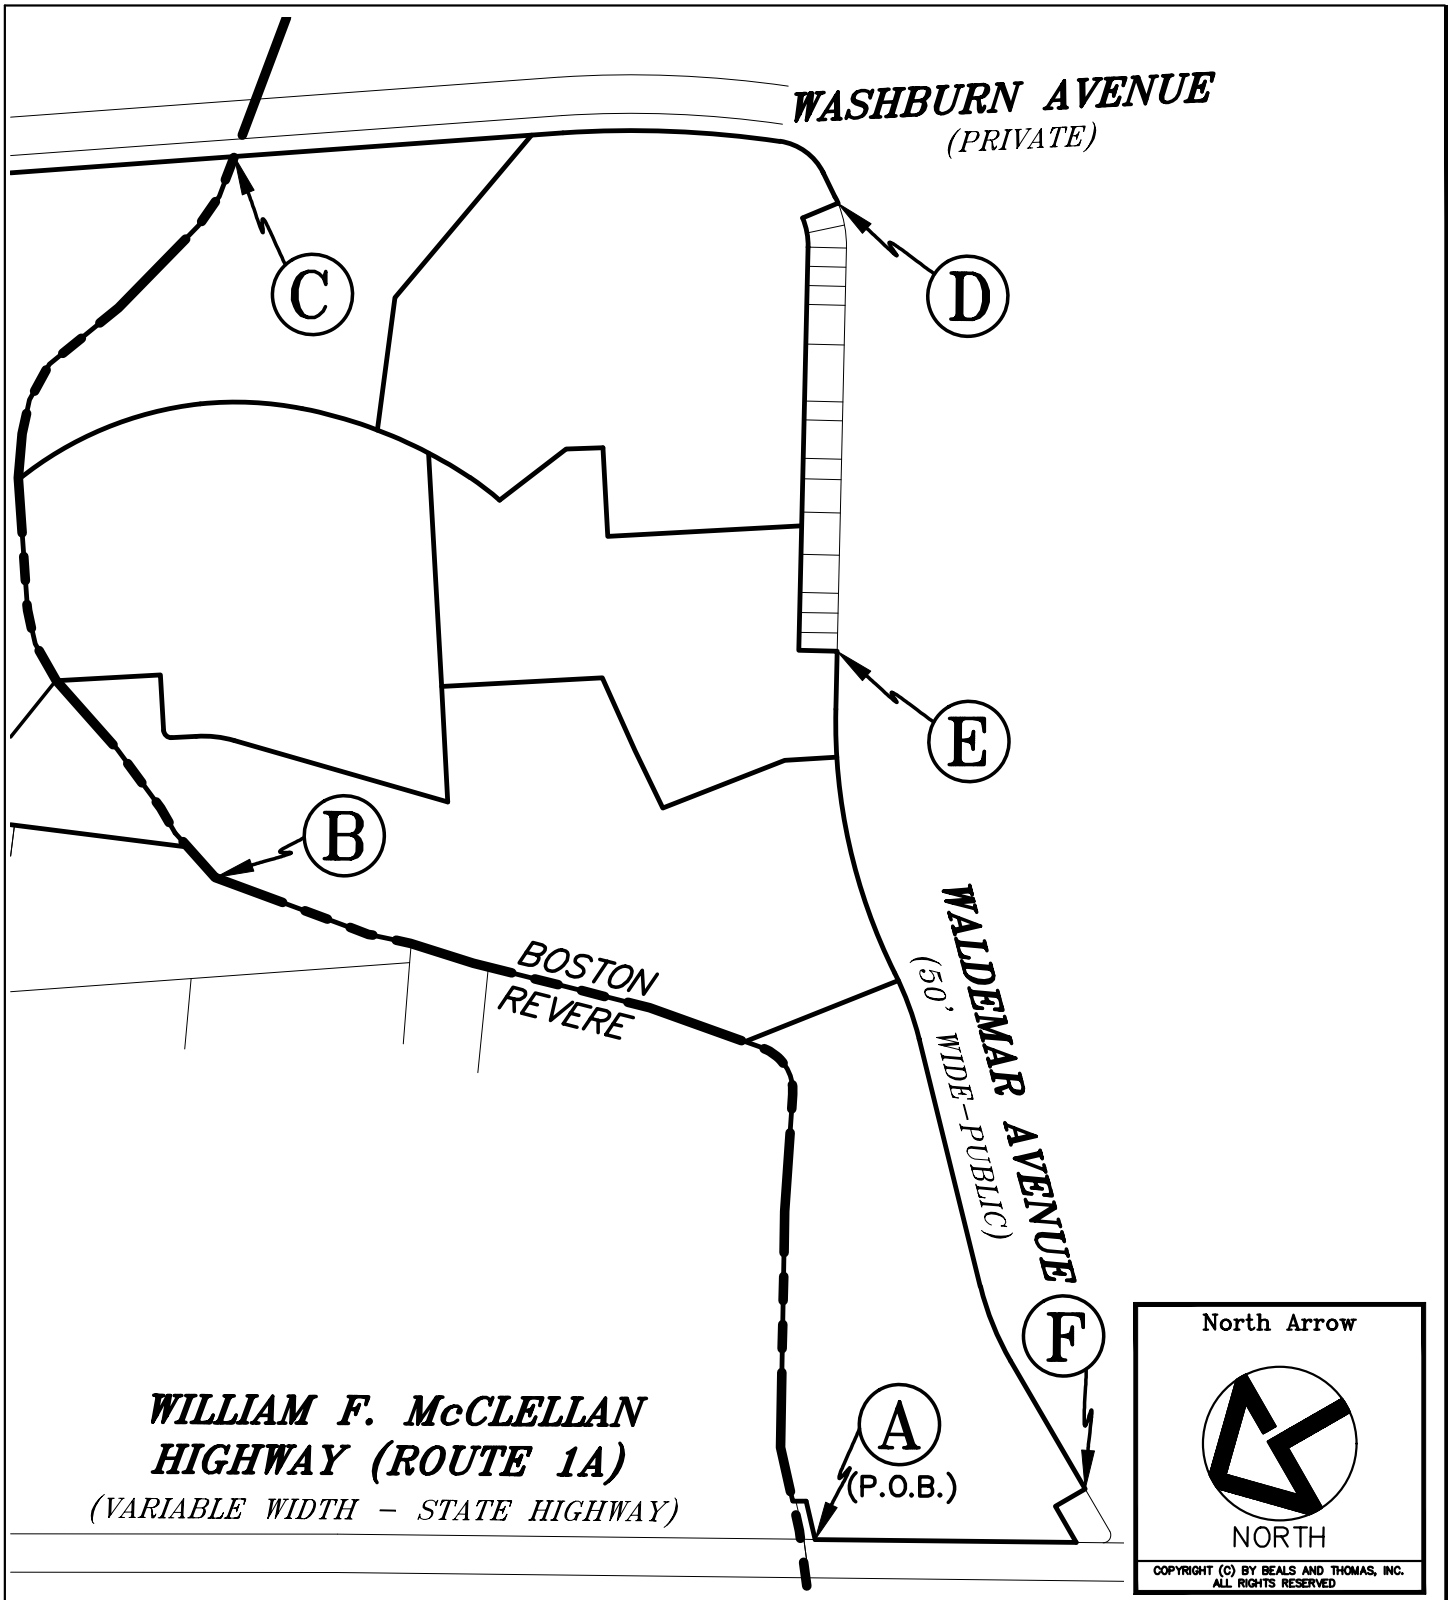 WASHBURN AVENUE
(PRIVATE)
C
D
E
B
BOSTON
REVERE
WALDEMAR AVENUE
(50' WIDE-PUBLIC)
F
A
(P.O.B.)
WILLIAM F. McCLELLAN
HIGHWAY (ROUTE 1A)
(VARIABLE WIDTH - STATE HIGHWAY)
North Arrow
NORTH
COPYRIGHT (C) BY BEALS AND THOMAS, INC.
ALL RIGHTS RESERVED